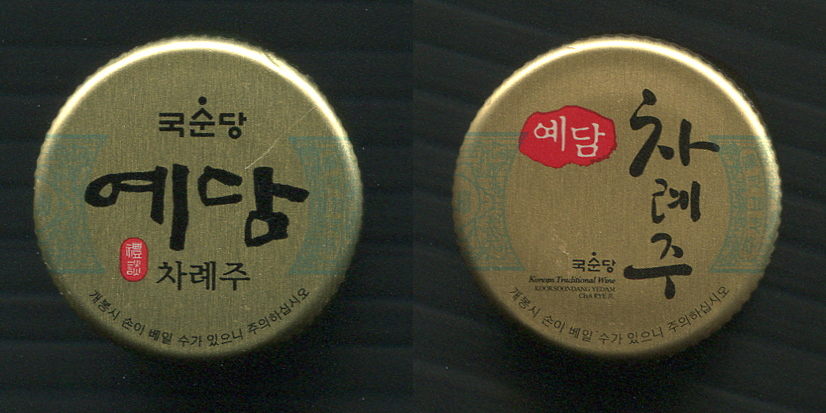 국순당
예담
禮談
차례주
개봉시 손이 베일 수가 있으니 주의하십시오
예담
차례주
국순당
Korean Traditional Wine
KOOKSOONDANG YEDAM
개봉시 손이 베일 수가 있으니 주의하십시오